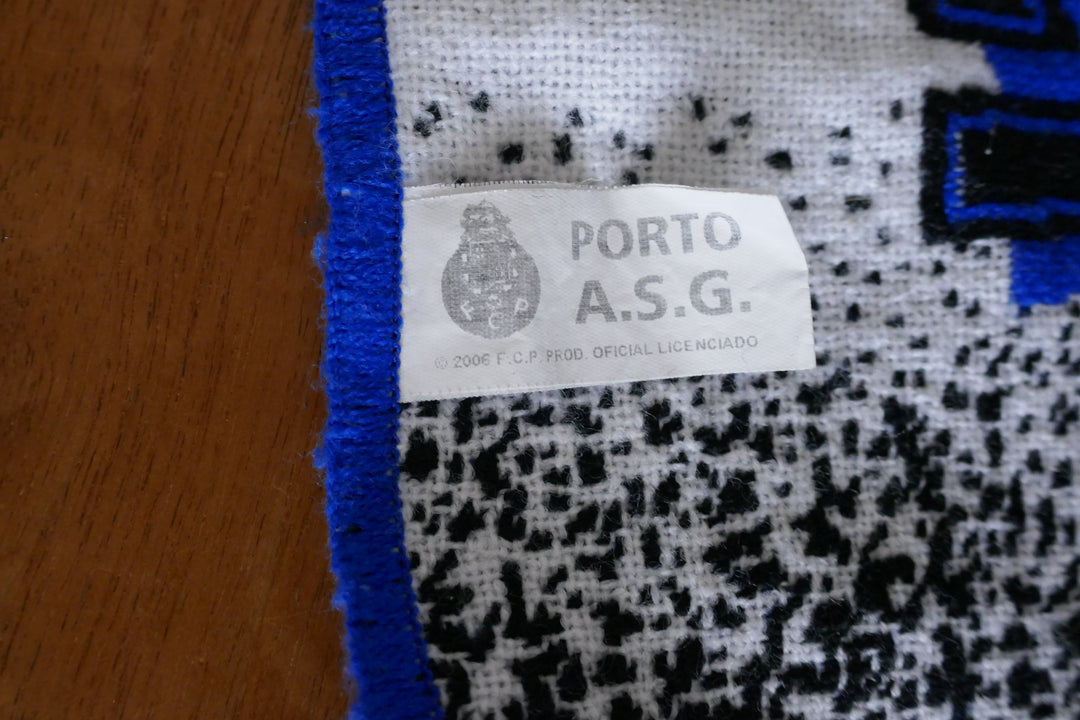 PORTO
A.S.G.
F C P
© 2006 F.C.P. PROD. OFICIAL LICENCIADO